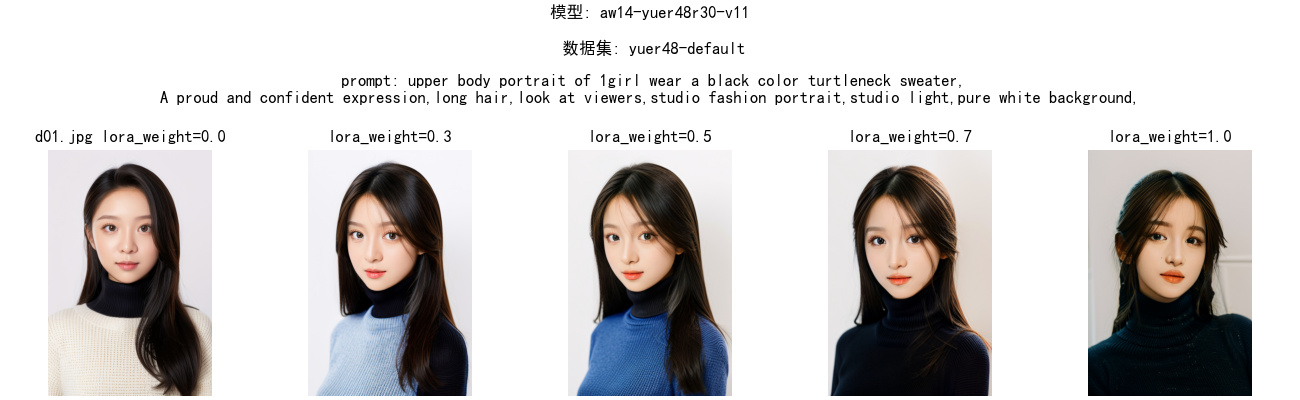 模型: aw14-yuer48r30-v11
数据集: yuer48-default
prompt: upper body portrait of 1girl wear a black color turtleneck sweater,
A proud and confident expression,long hair,look at viewers,studio fashion portrait,studio light,pure white background,
d01.jpg lora_weight=0.0 lora_weight=0.3 lora_weight=0.5 lora_weight=0.7 lora_weight=1.0